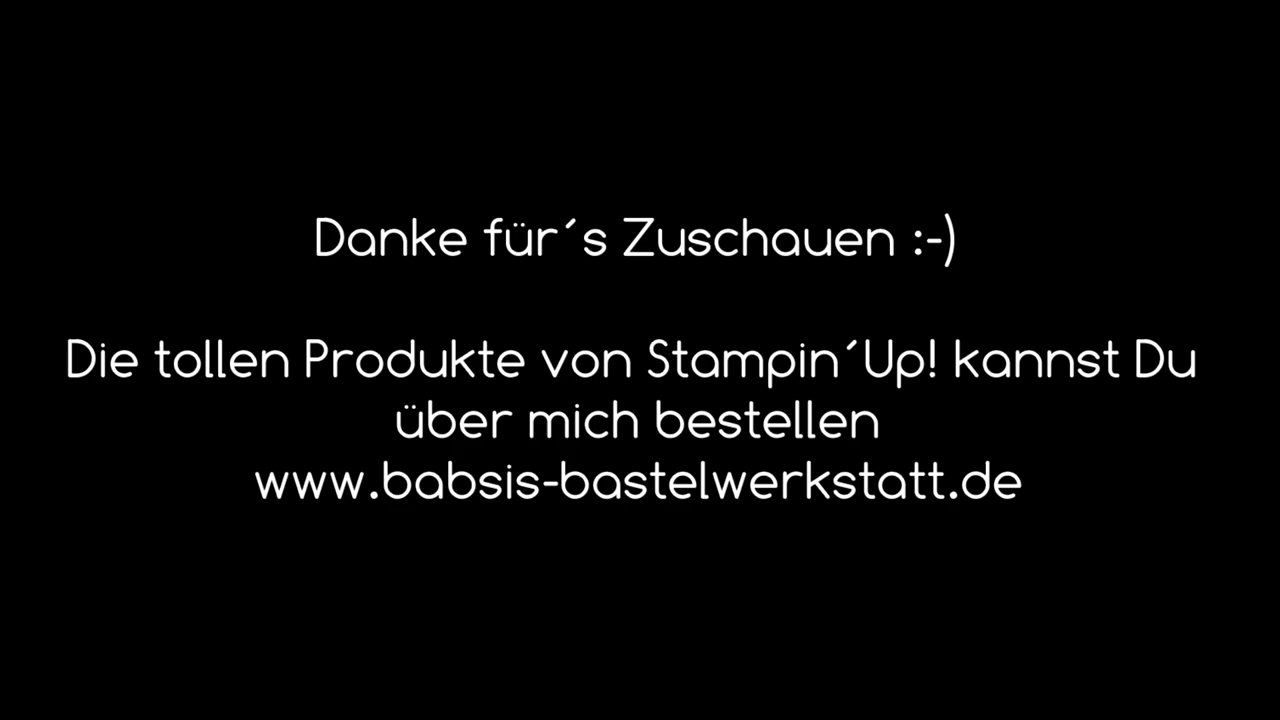 Danke für´s Zuschauen :-)
Die tollen Produkte von Stampin´Up! kannst Du
über mich bestellen
www.babsis-bastelwerkstatt.de